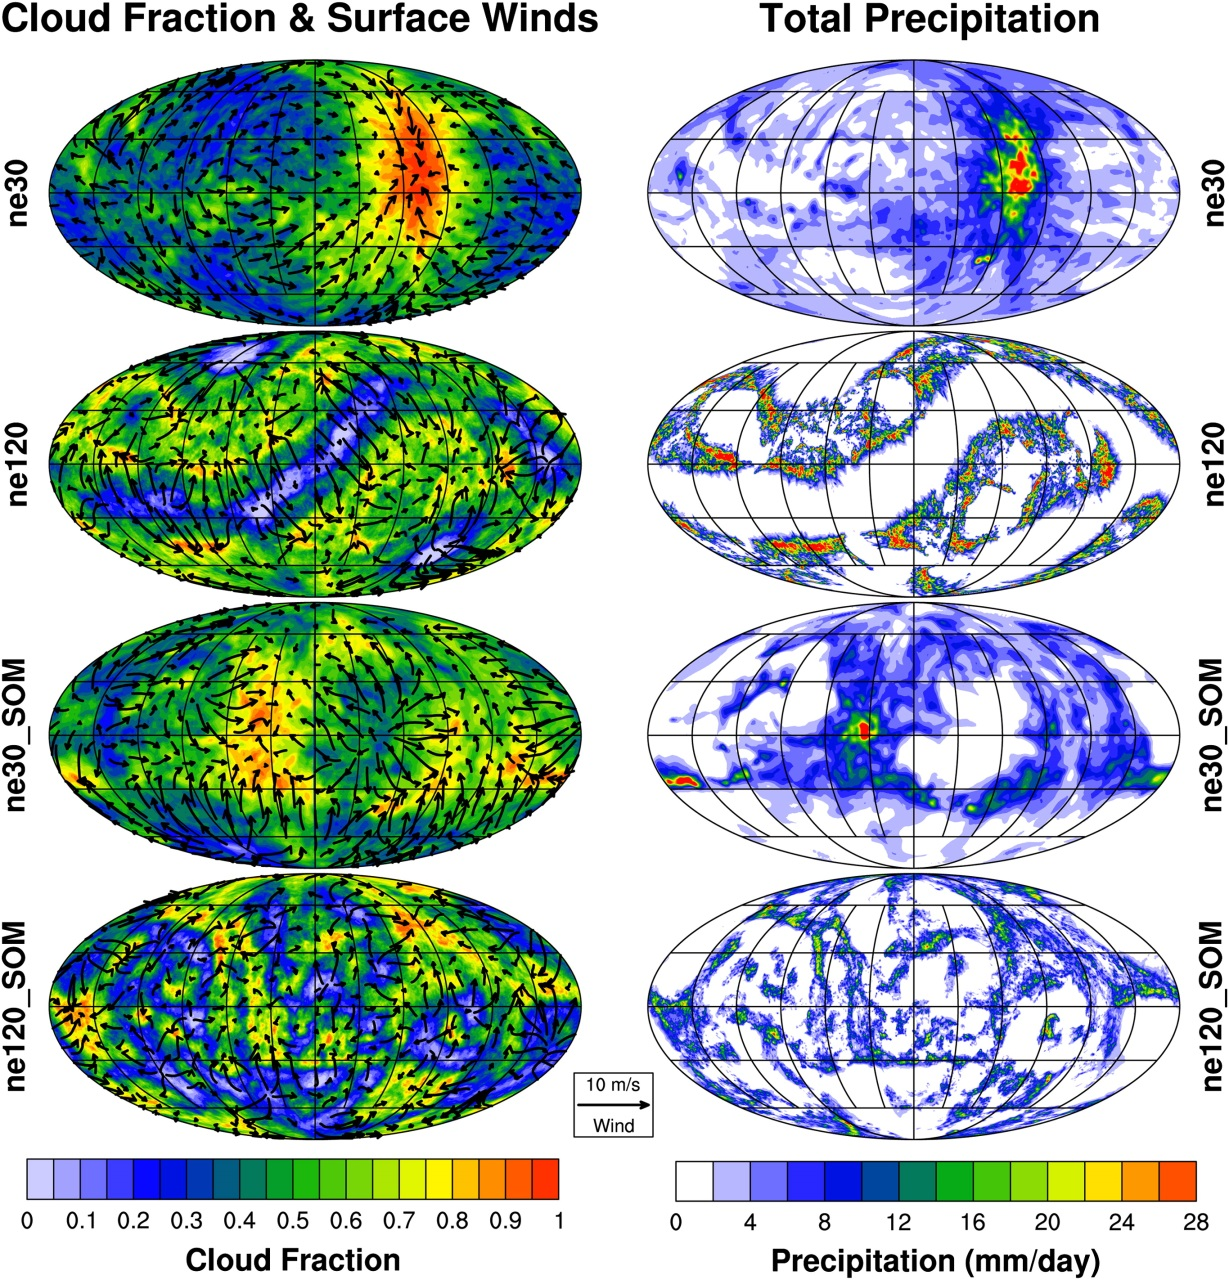 Cloud Fraction & Surface Winds
Total Precipitation
ne30
ne30
ne120
ne120
ne30_SOM
ne30_SOM
ne120_SOM
ne120_SOM
10 m/s
Wind
0 0.1 0.2 0.3 0.4 0.5 0.6 0.7 0.8 0.9 1
Cloud Fraction
0 4 8 12 16 20 24 28
Precipitation (mm/day)